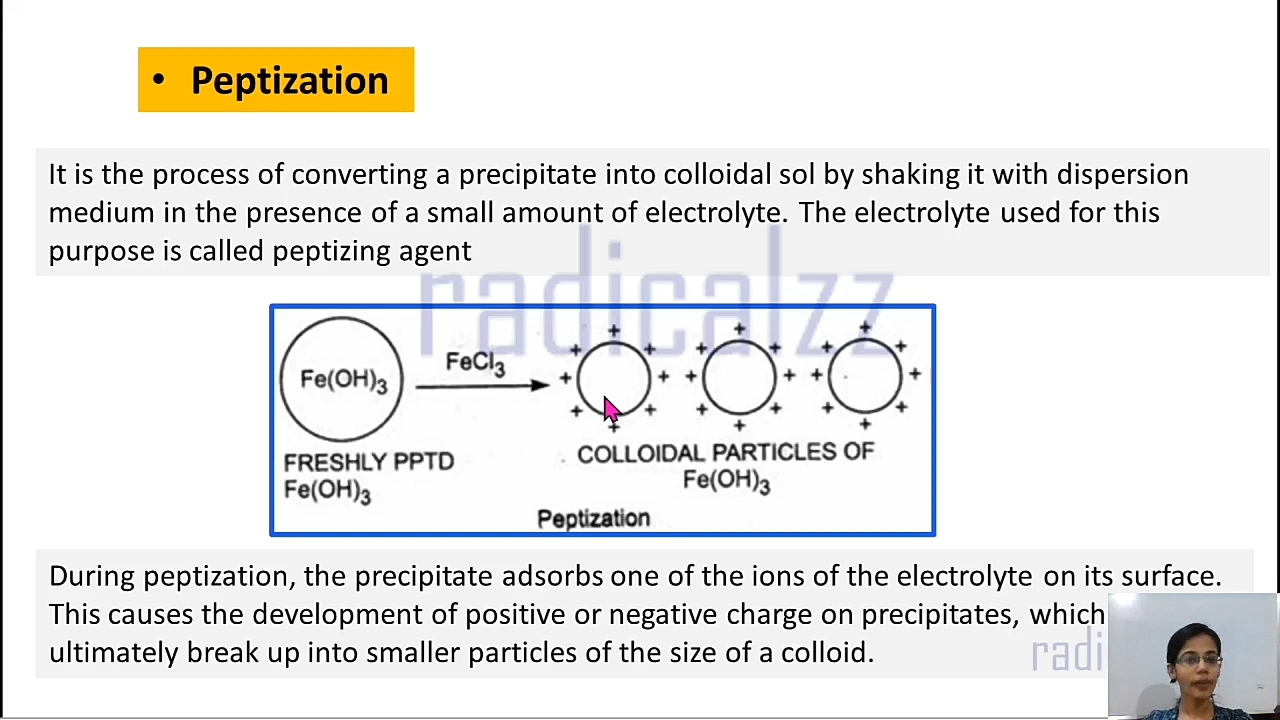 • Peptization
It is the process of converting a precipitate into colloidal sol by shaking it with dispersion
medium in the presence of a small amount of electrolyte. The electrolyte used for this
purpose is called peptizing agent
radicalzz
Fe(OH)₃
FeCl₃
+ + + + + + + +
+ + + + + + + +
+ + + + + + + +
FRESHLY PPTD
Fe(OH)₃
COLLOIDAL PARTICLES OF
Fe(OH)₃
Peptization
During peptization, the precipitate adsorbs one of the ions of the electrolyte on its surface.
This causes the development of positive or negative charge on precipitates, which
ultimately break up into smaller particles of the size of a colloid.
radi